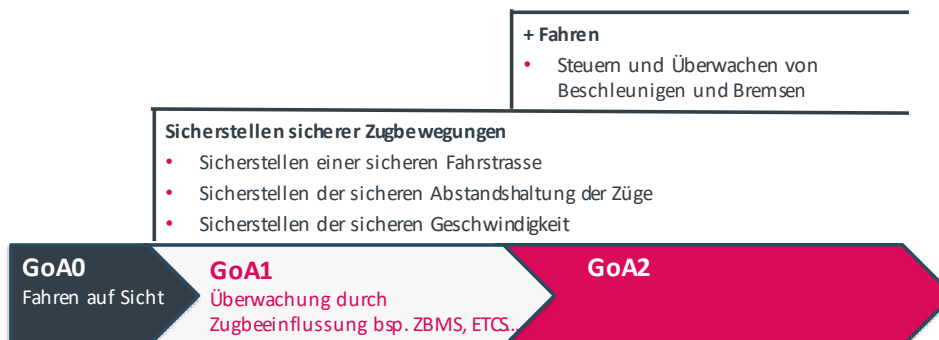 + Fahren
• Steuern und Überwachen von
Beschleunigen und Bremsen
Sicherstellen sicherer Zugbewegungen
• Sicherstellen einer sicheren Fahrstrasse
• Sicherstellen der sicheren Abstandshaltung der Züge
• Sicherstellen der sicheren Geschwindigkeit
GoA0
Fahren auf Sicht
GoA1
Überwachung durch
Zugbeeinflussung bsp. ZBMS, ETCS...
GoA2